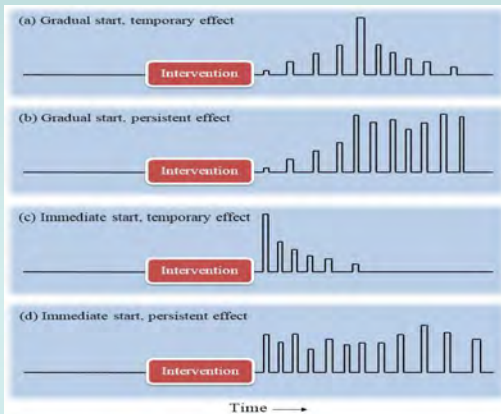 (a) Gradual start, temporary effect
Intervention
(b) Gradual start, persistent effect
Intervention
(c) Immediate start, temporary effect
Intervention
(d) Immediate start, persistent effect
Intervention
Time